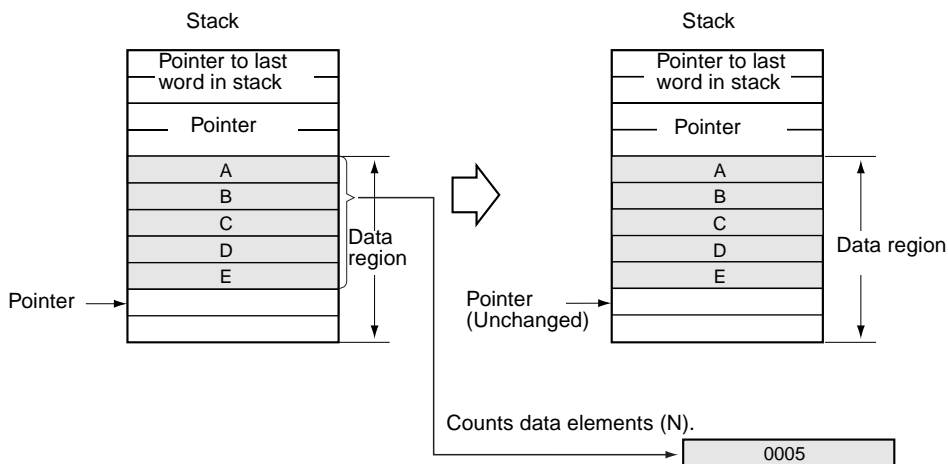 Stack
Pointer to last
word in stack
Pointer
A
B
C
D
E
Data
region
Pointer
Stack
Pointer to last
word in stack
Pointer
A
B
C
D
E
Data region
Pointer
(Unchanged)
Counts data elements (N).
0005